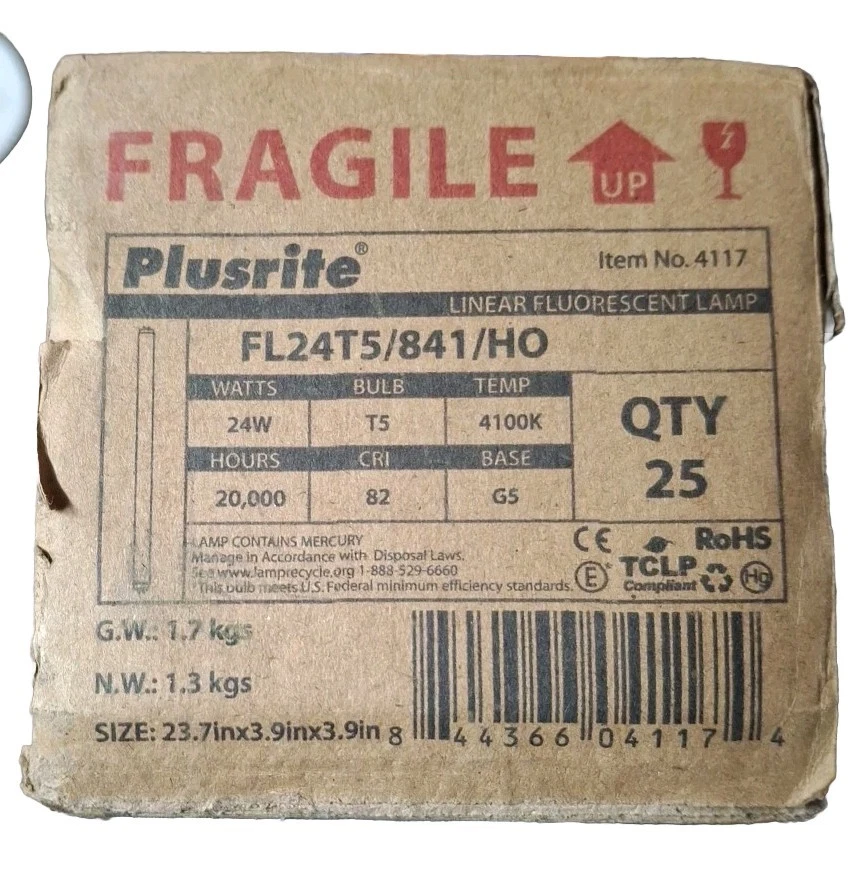 FRAGILE UP
Plusrite® Item No. 4117
LINEAR FLUORESCENT LAMP
FL24T5/841/HO
WATTS BULB TEMP
24W T5 4100K
HOURS CRI BASE
20,000 82 G5
QTY
25
LAMP CONTAINS MERCURY
Manage in Accordance with Disposal Laws.
See www.lamprecycle.org 1-888-529-6660
*This bulb meets U.S. Federal minimum efficiency standards.
CE RoHS
E* TCLP Hg
Compliant
G.W.: 1.7 kgs
N.W.: 1.3 kgs
SIZE: 23.7inx3.9inx3.9in
8 44366 04117 4